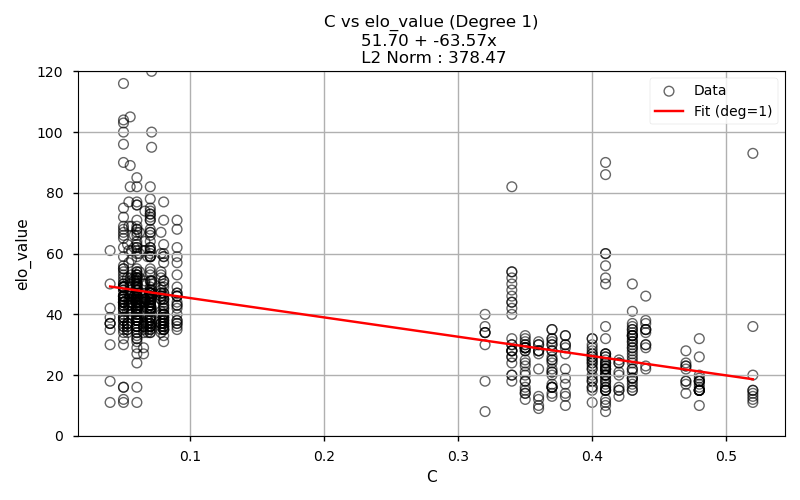 C vs elo_value (Degree 1)
51.70 + -63.57x
L2 Norm : 378.47
Data
Fit (deg=1)
elo_value
120
100
80
60
40
20
0
0.1
0.2
0.3
0.4
0.5
C